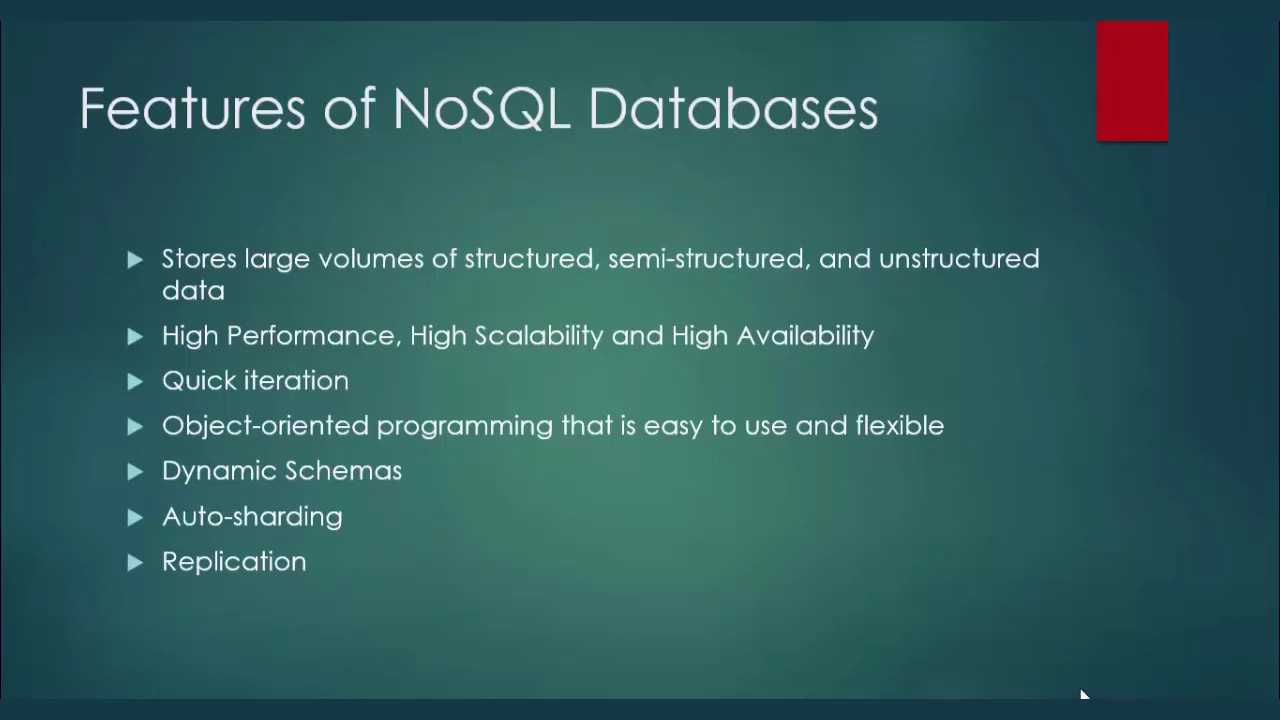 Features of NoSQL Databases
Stores large volumes of structured, semi-structured, and unstructured
data
High Performance, High Scalability and High Availability
Quick iteration
Object-oriented programming that is easy to use and flexible
Dynamic Schemas
Auto-sharding
Replication